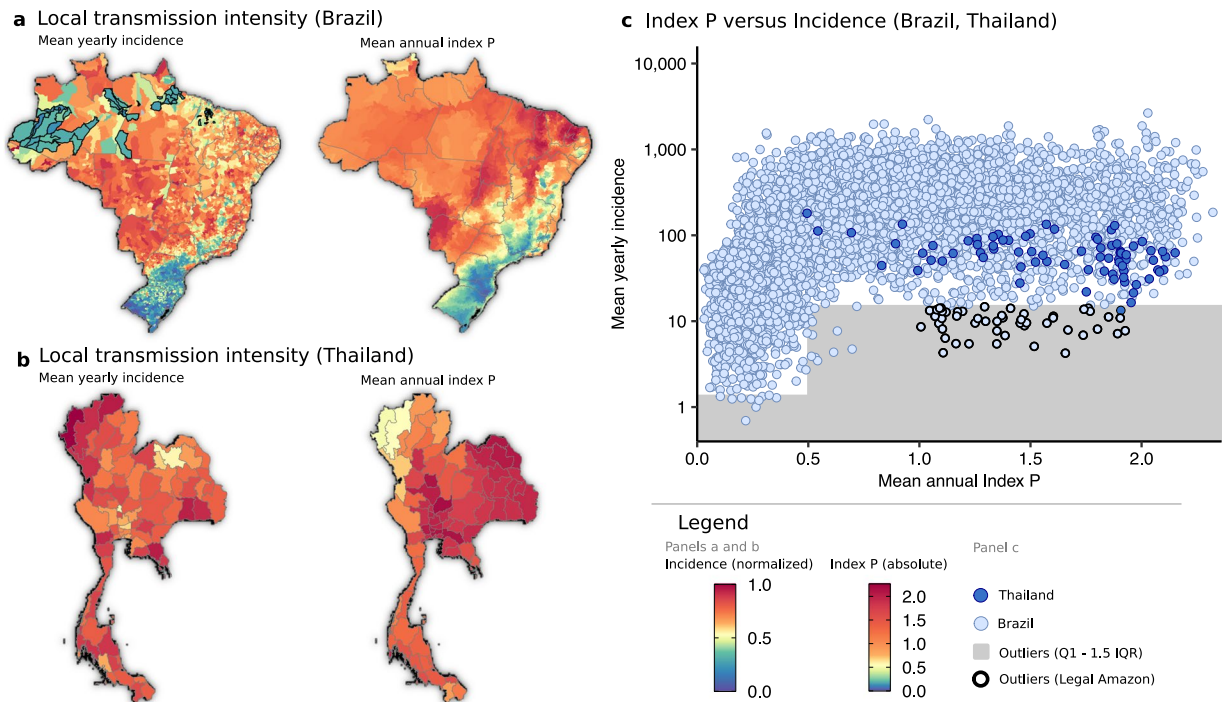 a Local transmission intensity (Brazil)
Mean yearly incidence
Mean annual index P
b Local transmission intensity (Thailand)
Mean yearly incidence
Mean annual index P
c Index P versus Incidence (Brazil, Thailand)
Mean yearly incidence
10,000
1,000
100
10
1
0.0 0.5 1.0 1.5 2.0
Mean annual Index P
Legend
Panels a and b
Incidence (normalized)
1.0
0.5
0.0
Index P (absolute)
2.0
1.5
1.0
0.5
0.0
Panel c
Thailand
Brazil
Outliers (Q1 - 1.5 IQR)
Outliers (Legal Amazon)